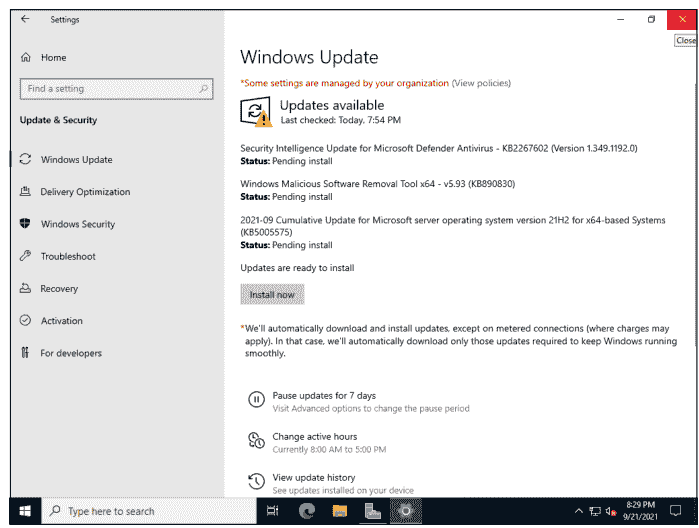 Settings
Close
Home
Find a setting
Update & Security
Windows Update
Delivery Optimization
Windows Security
Troubleshoot
Recovery
Activation
For developers
Windows Update
*Some settings are managed by your organization (View policies)
Updates available
Last checked: Today, 7:54 PM
Security Intelligence Update for Microsoft Defender Antivirus - KB2267602 (Version 1.349.1192.0)
Status: Pending install
Windows Malicious Software Removal Tool x64 - v5.93 (KB890830)
Status: Pending install
2021-09 Cumulative Update for Microsoft server operating system version 21H2 for x64-based Systems
(KB5005575)
Status: Pending install
Updates are ready to install
Install now
*We'll automatically download and install updates, except on metered connections (where charges may
apply). In that case, we'll automatically download only those updates required to keep Windows running
smoothly.
Pause updates for 7 days
Visit Advanced options to change the pause period
Change active hours
Currently 8:00 AM to 5:00 PM
View update history
See updates installed on your device
Type here to search
8:29 PM
9/21/2021